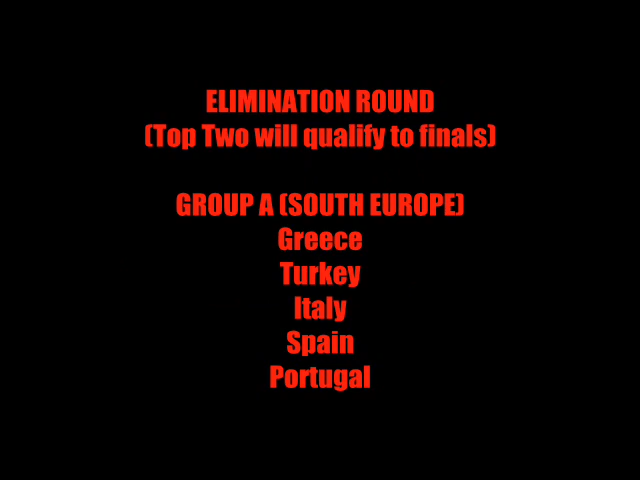 ELIMINATION ROUND
(Top Two will qualify to finals)
GROUP A (SOUTH EUROPE)
Greece
Turkey
Italy
Spain
Portugal